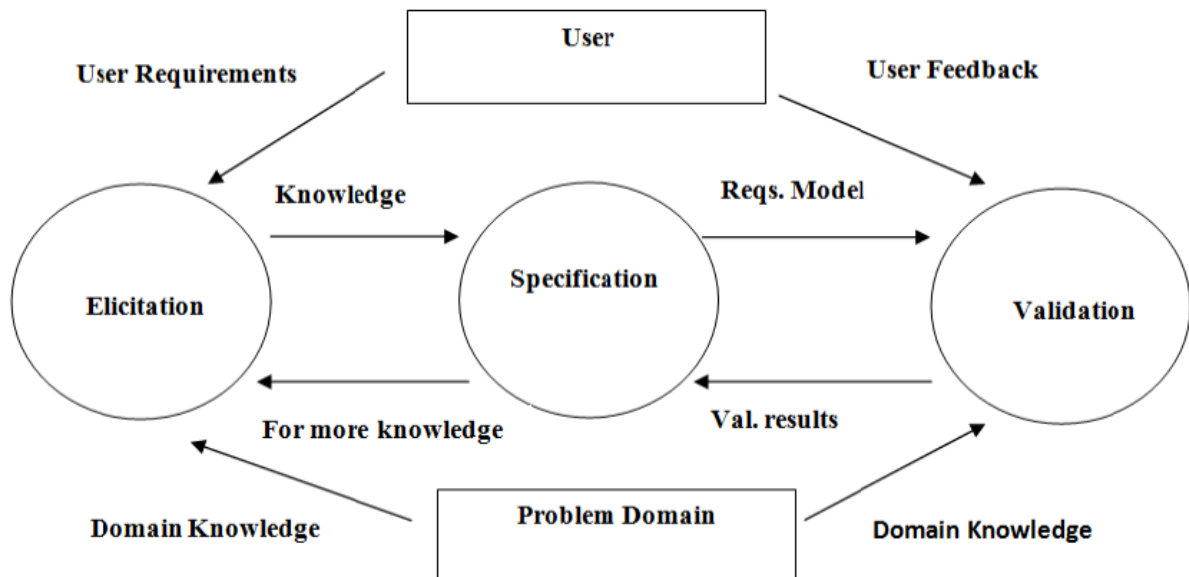 User
User Requirements
User Feedback
Knowledge
Reqs. Model
Elicitation
Specification
Validation
For more knowledge
Val. results
Domain Knowledge
Problem Domain
Domain Knowledge